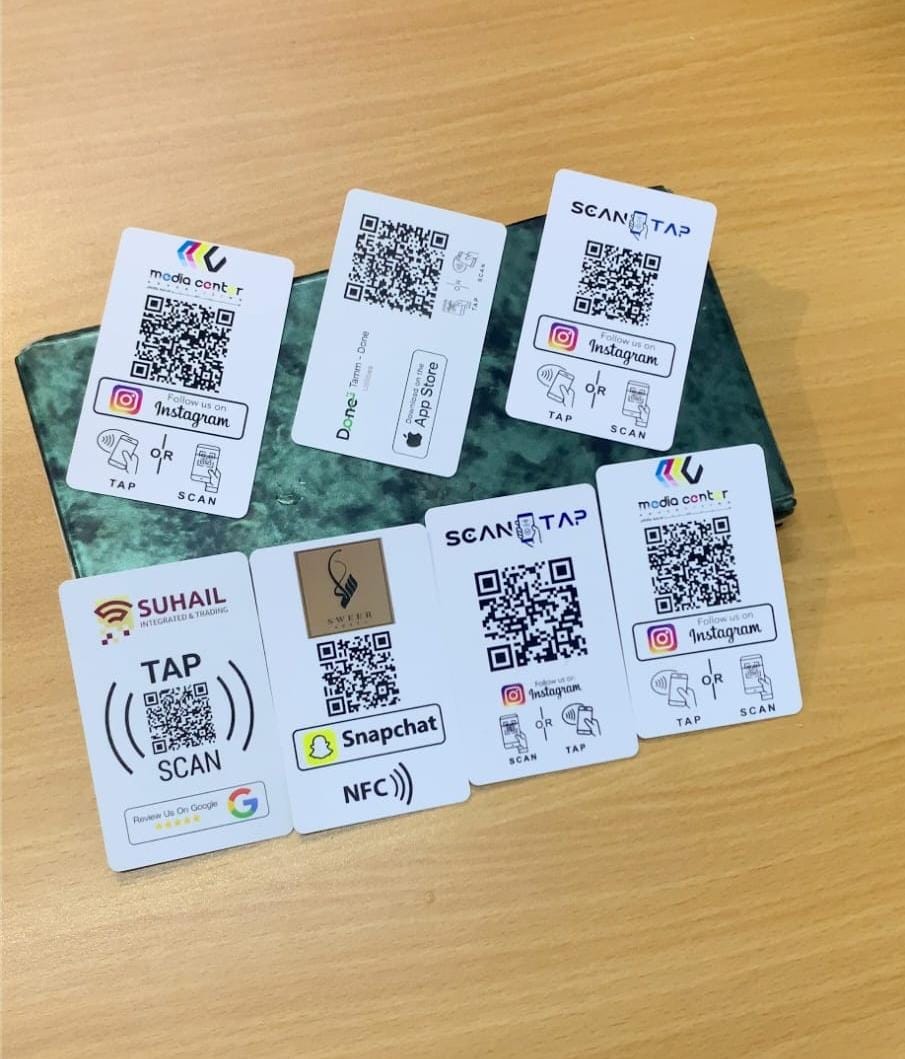 media center
Follow us on
Instagram
OR
TAP
SCAN
OR
TAP
SCAN
Done
Tamm - Done
Utilities
Download on the
App Store
SCAN TAP
Follow us on
Instagram
OR
TAP
SCAN
SUHAIL
INTEGRATED & TRADING
TAP
SCAN
Review Us On Google
SWEER
Snapchat
NFC
SCAN TAP
Follow us on
Instagram
OR
SCAN
TAP
media center
Follow us on
Instagram
OR
TAP
SCAN